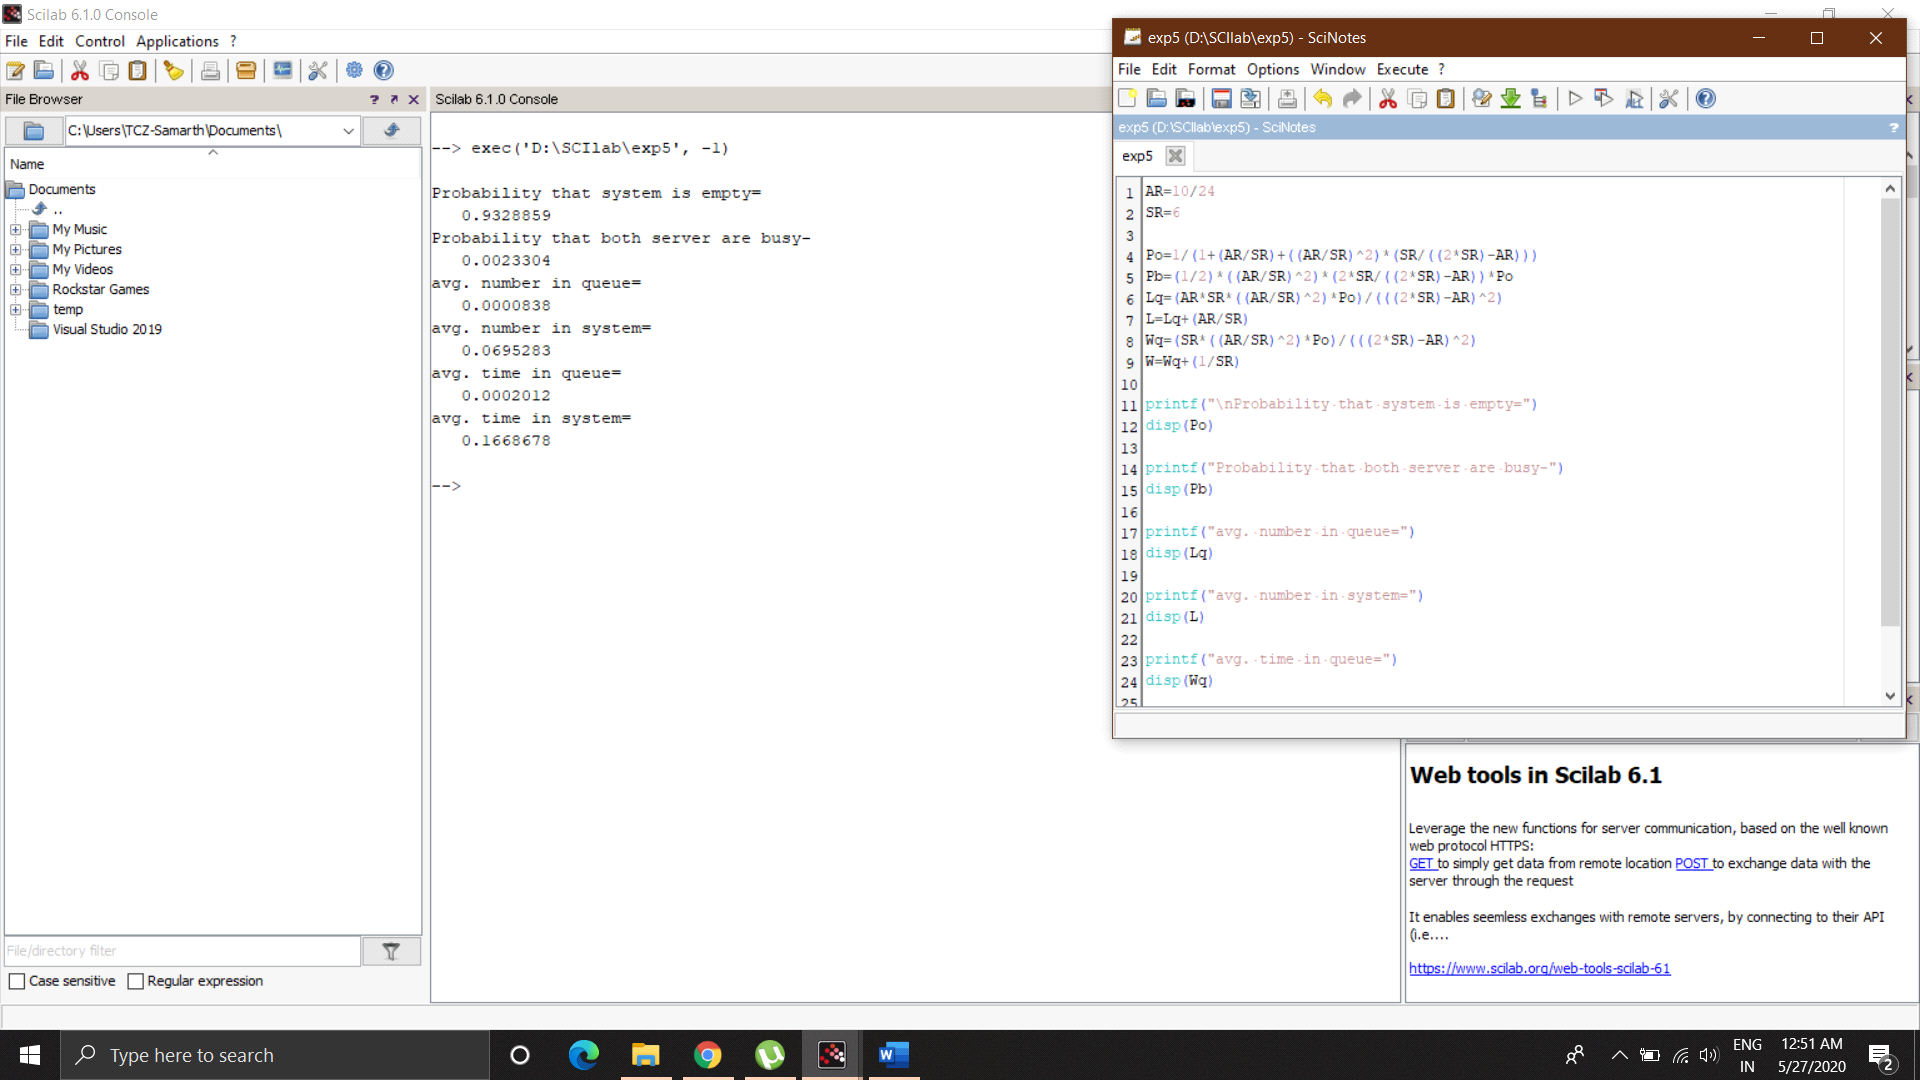 Scilab 6.1.0 Console
File Edit Control Applications ?
File Browser
C:\Users\TCZ-Samarth\Documents\
Name
Documents
..
My Music
My Pictures
My Videos
Rockstar Games
temp
Visual Studio 2019
File/directory filter
Case sensitive Regular expression
Scilab 6.1.0 Console
--> exec('D:\SCIlab\exp5', -1)
Probability that system is empty=
0.9328859
Probability that both server are busy-
0.0023304
avg. number in queue=
0.0000838
avg. number in system=
0.0695283
avg. time in queue=
0.0002012
avg. time in system=
0.1668678
-->
exp5 (D:\SCIlab\exp5) - SciNotes
File Edit Format Options Window Execute ?
exp5 (D:\SCIlab\exp5) - SciNotes
exp5
1 AR=10/24
2 SR=6
3
4 Po=1/(1+(AR/SR)+((AR/SR)^2)*(SR/((2*SR)-AR)))
5 Pb=(1/2)*((AR/SR)^2)*(2*SR/((2*SR)-AR))*Po
6 Lq=(AR*SR*((AR/SR)^2)*Po)/(((2*SR)-AR)^2)
7 L=Lq+(AR/SR)
8 Wq=(SR*((AR/SR)^2)*Po)/(((2*SR)-AR)^2)
9 W=Wq+(1/SR)
10
11 printf("\nProbability that system is empty=")
12 disp(Po)
13
14 printf("Probability that both server are busy-")
15 disp(Pb)
16
17 printf("avg. number in queue=")
18 disp(Lq)
19
20 printf("avg. number in system=")
21 disp(L)
22
23 printf("avg. time in queue=")
24 disp(Wq)
25
Web tools in Scilab 6.1
Leverage the new functions for server communication, based on the well known
web protocol HTTPS:
GET to simply get data from remote location POST to exchange data with the
server through the request
It enables seemless exchanges with remote servers, by connecting to their API
(i.e....
https://www.scilab.org/web-tools-scilab-61
Type here to search
ENG
IN
12:51 AM
5/27/2020
2